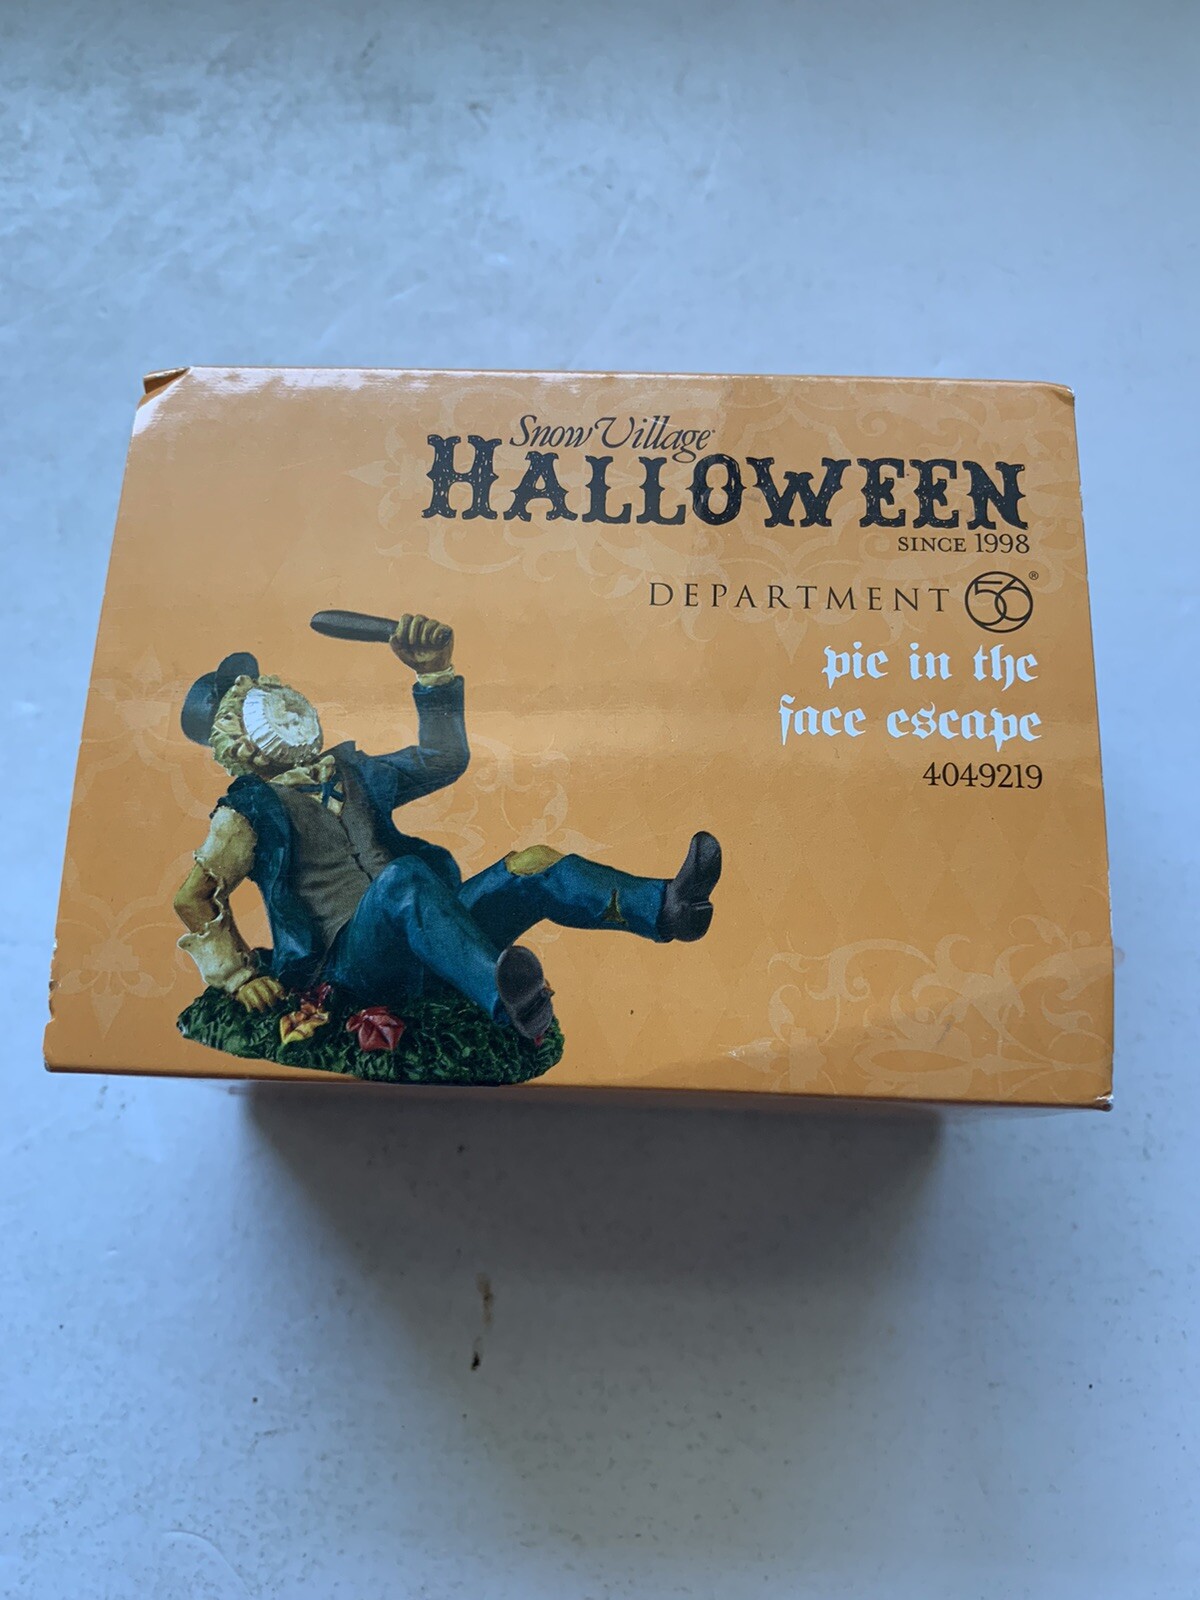 Snow Village
HALLOWEEN
SINCE 1998
DEPARTMENT 56®
pie in the
face escape
4049219